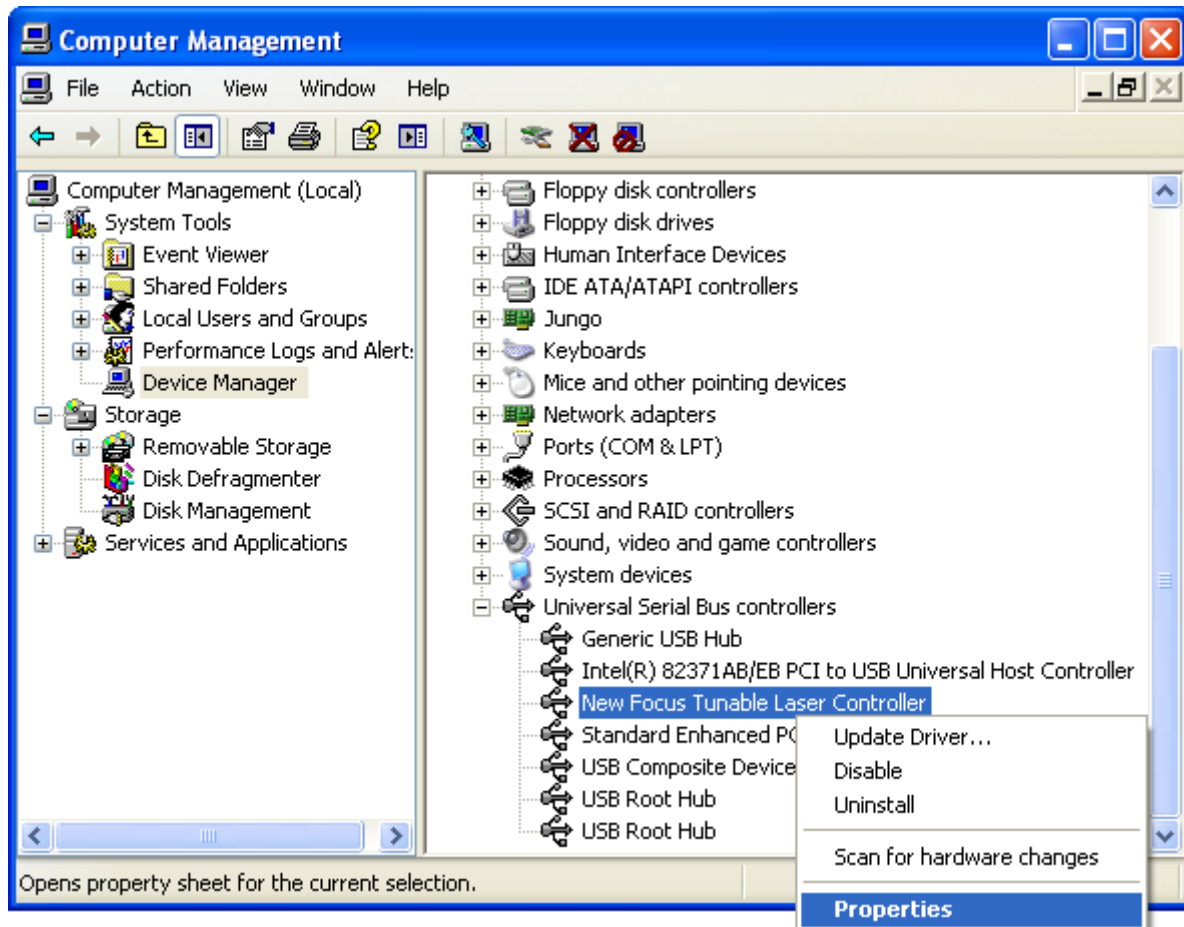 Computer Management
File Action View Window Help
Computer Management (Local)
System Tools
Event Viewer
Shared Folders
Local Users and Groups
Performance Logs and Alert
Device Manager
Storage
Removable Storage
Disk Defragmenter
Disk Management
Services and Applications
Floppy disk controllers
Floppy disk drives
Human Interface Devices
IDE ATA/ATAPI controllers
Jungo
Keyboards
Mice and other pointing devices
Network adapters
Ports (COM & LPT)
Processors
SCSI and RAID controllers
Sound, video and game controllers
System devices
Universal Serial Bus controllers
Generic USB Hub
Intel(R) 82371AB/EB PCI to USB Universal Host Controller
New Focus Tunable Laser Controller
Standard Enhanced PC
USB Composite Device
USB Root Hub
USB Root Hub
Update Driver...
Disable
Uninstall
Scan for hardware changes
Properties
Opens property sheet for the current selection.